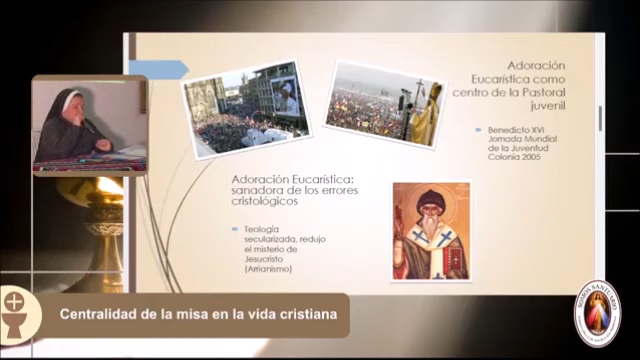 Adoración
Eucarística como
centro de la Pastoral
juvenil
Benedicto XVI
Jornada Mundial
de la Juventud
Colonia 2005
Adoración Eucarística:
sanadora de los errores
cristológicos
Teología
secularizada, redujo
el misterio de
Jesucristo
(Arrianismo)
Centralidad de la misa en la vida cristiana
SOMOS SANTUARIO